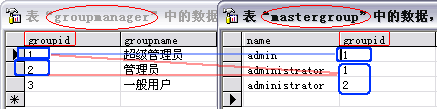 表 "groupmanager" 中的数据
groupid groupname
1 超级管理员
2 管理员
3 一般用户
表 "mastergroup" 中的数据,
name groupid
admin 1
administrator 1
administrator 2